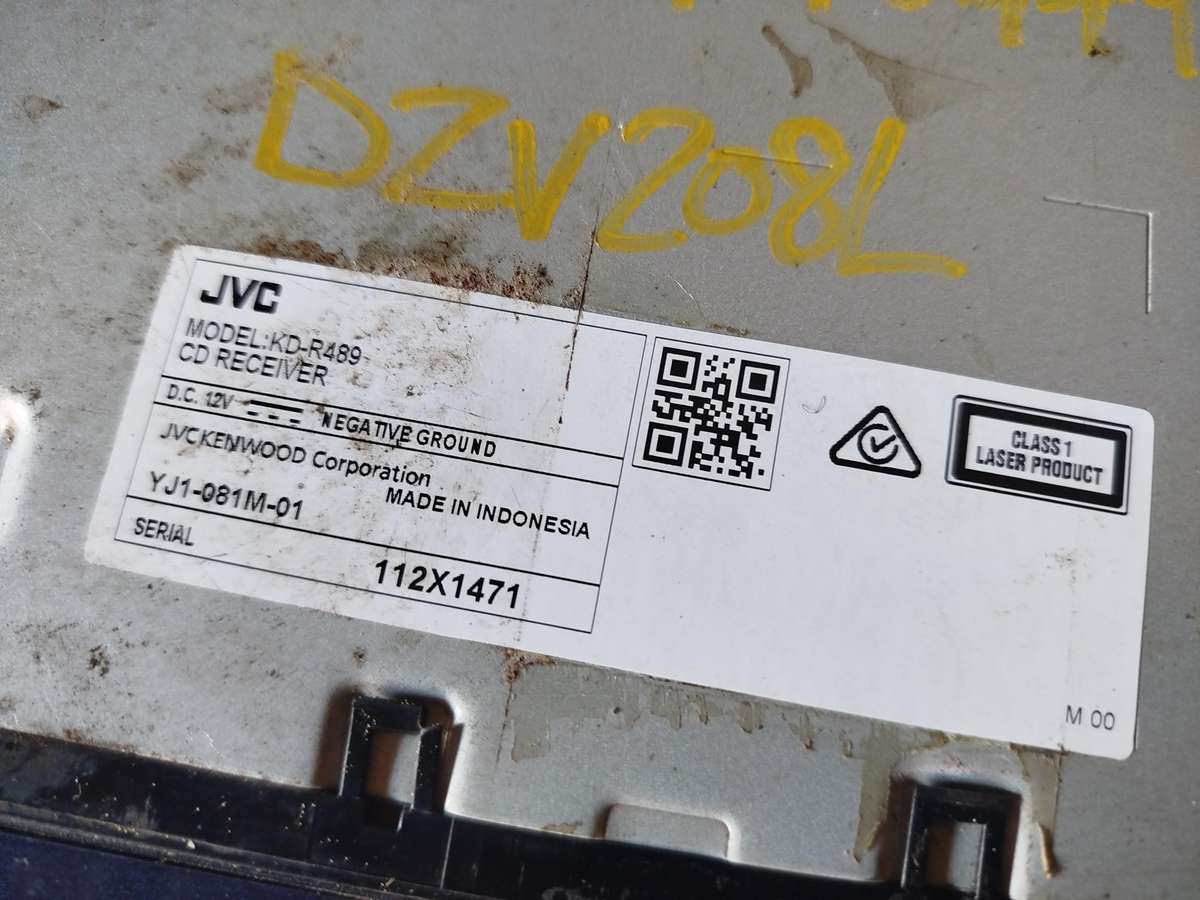 DZV208L
JVC
MODEL:KD-R489
CD RECEIVER
D.C. 12V NEGATIVE GROUND
JVCKENWOOD Corporation
MADE IN INDONESIA
YJ1-081M-01
SERIAL
112X1471
CLASS 1
LASER PRODUCT
M 00